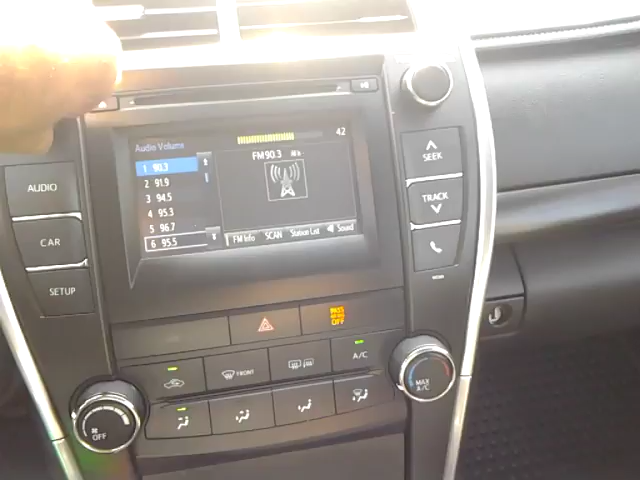 Audio Volume
42
1 90.3
2 91.9
3 94.5
4 95.3
5 96.7
6 95.5
FM 90.3
FM Info SCAN Station List Sound
AUDIO
CAR
SETUP
SEEK
TRACK
PASS
AIR BAG
OFF
FRONT
A/C
OFF
MAX
A/C